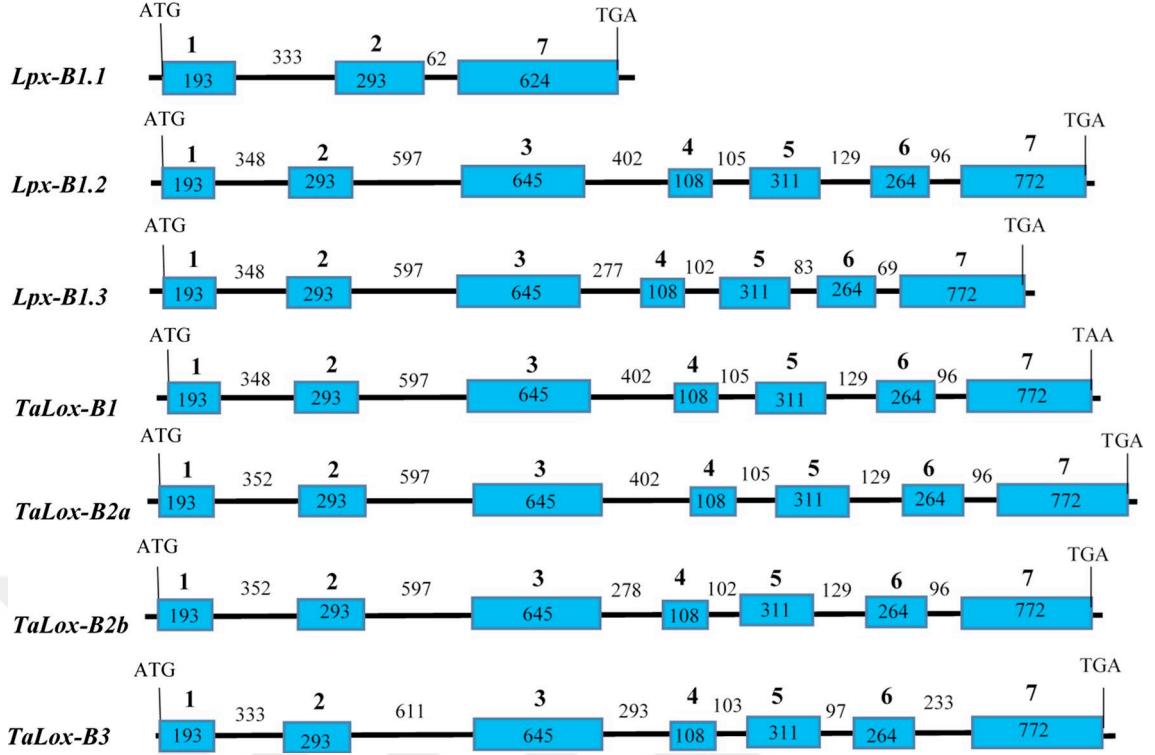 ATG TGA
1 333 2 62 7
Lpx-B1.1 193 293 624
ATG TGA
1 348 2 597 3 402 4 105 5 129 6 96 7
Lpx-B1.2 193 293 645 108 311 264 772
ATG TGA
1 348 2 597 3 277 4 102 5 83 6 69 7
Lpx-B1.3 193 293 645 108 311 264 772
ATG TAA
1 348 2 597 3 402 4 105 5 129 6 96 7
TaLox-B1 193 293 645 108 311 264 772
ATG TGA
1 352 2 597 3 402 4 105 5 129 6 96 7
TaLox-B2a 193 293 645 108 311 264 772
ATG TGA
1 352 2 597 3 278 4 102 5 129 6 96 7
TaLox-B2b 193 293 645 108 311 264 772
ATG TGA
1 333 2 611 3 293 4 103 5 97 6 233 7
TaLox-B3 193 293 645 108 311 264 772